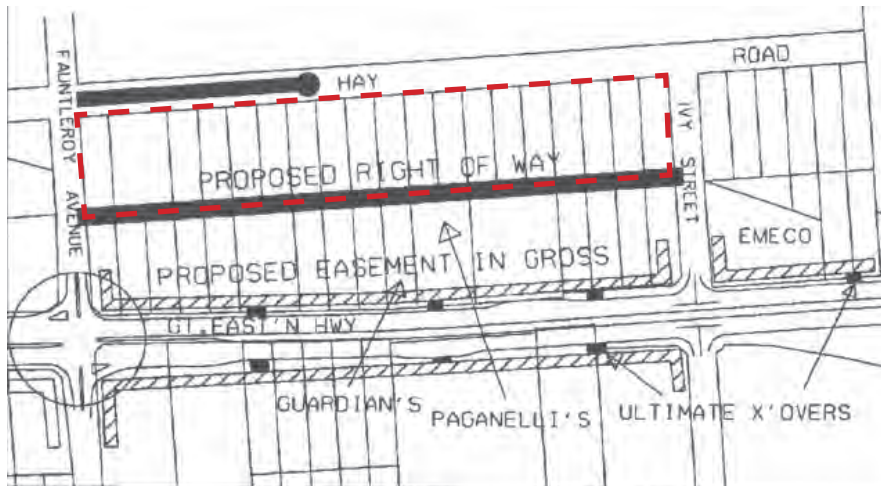 FAUNTLEROY AVENUE
HAY
ROAD
IVY STREET
PROPOSED RIGHT OF WAY
EMECO
PROPOSED EASEMENT IN GROSS
GT.EAST'N HWY
GUARDIAN'S
PAGANELLI'S
ULTIMATE X'OVERS